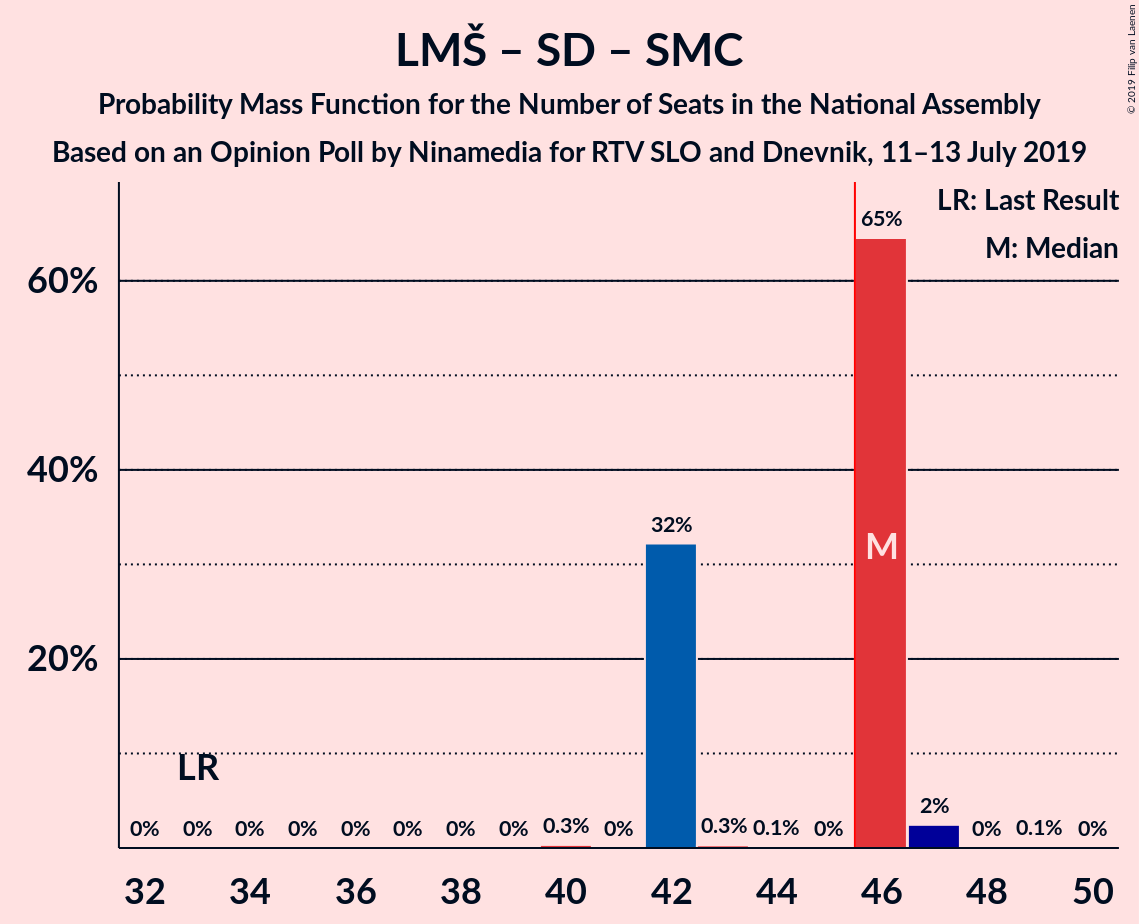 LMŠ – SD – SMC
Probability Mass Function for the Number of Seats in the National Assembly
Based on an Opinion Poll by Ninamedia for RTV SLO and Dnevnik, 11–13 July 2019
© 2019 Filip van Laenen
LR: Last Result
M: Median
65%
60%
40%
32%
M
20%
LR
2%
0% 0% 0% 0% 0% 0% 0% 0% 0.3% 0% 0.3% 0.1% 0% 0% 0.1% 0%
32 34 36 38 40 42 44 46 48 50